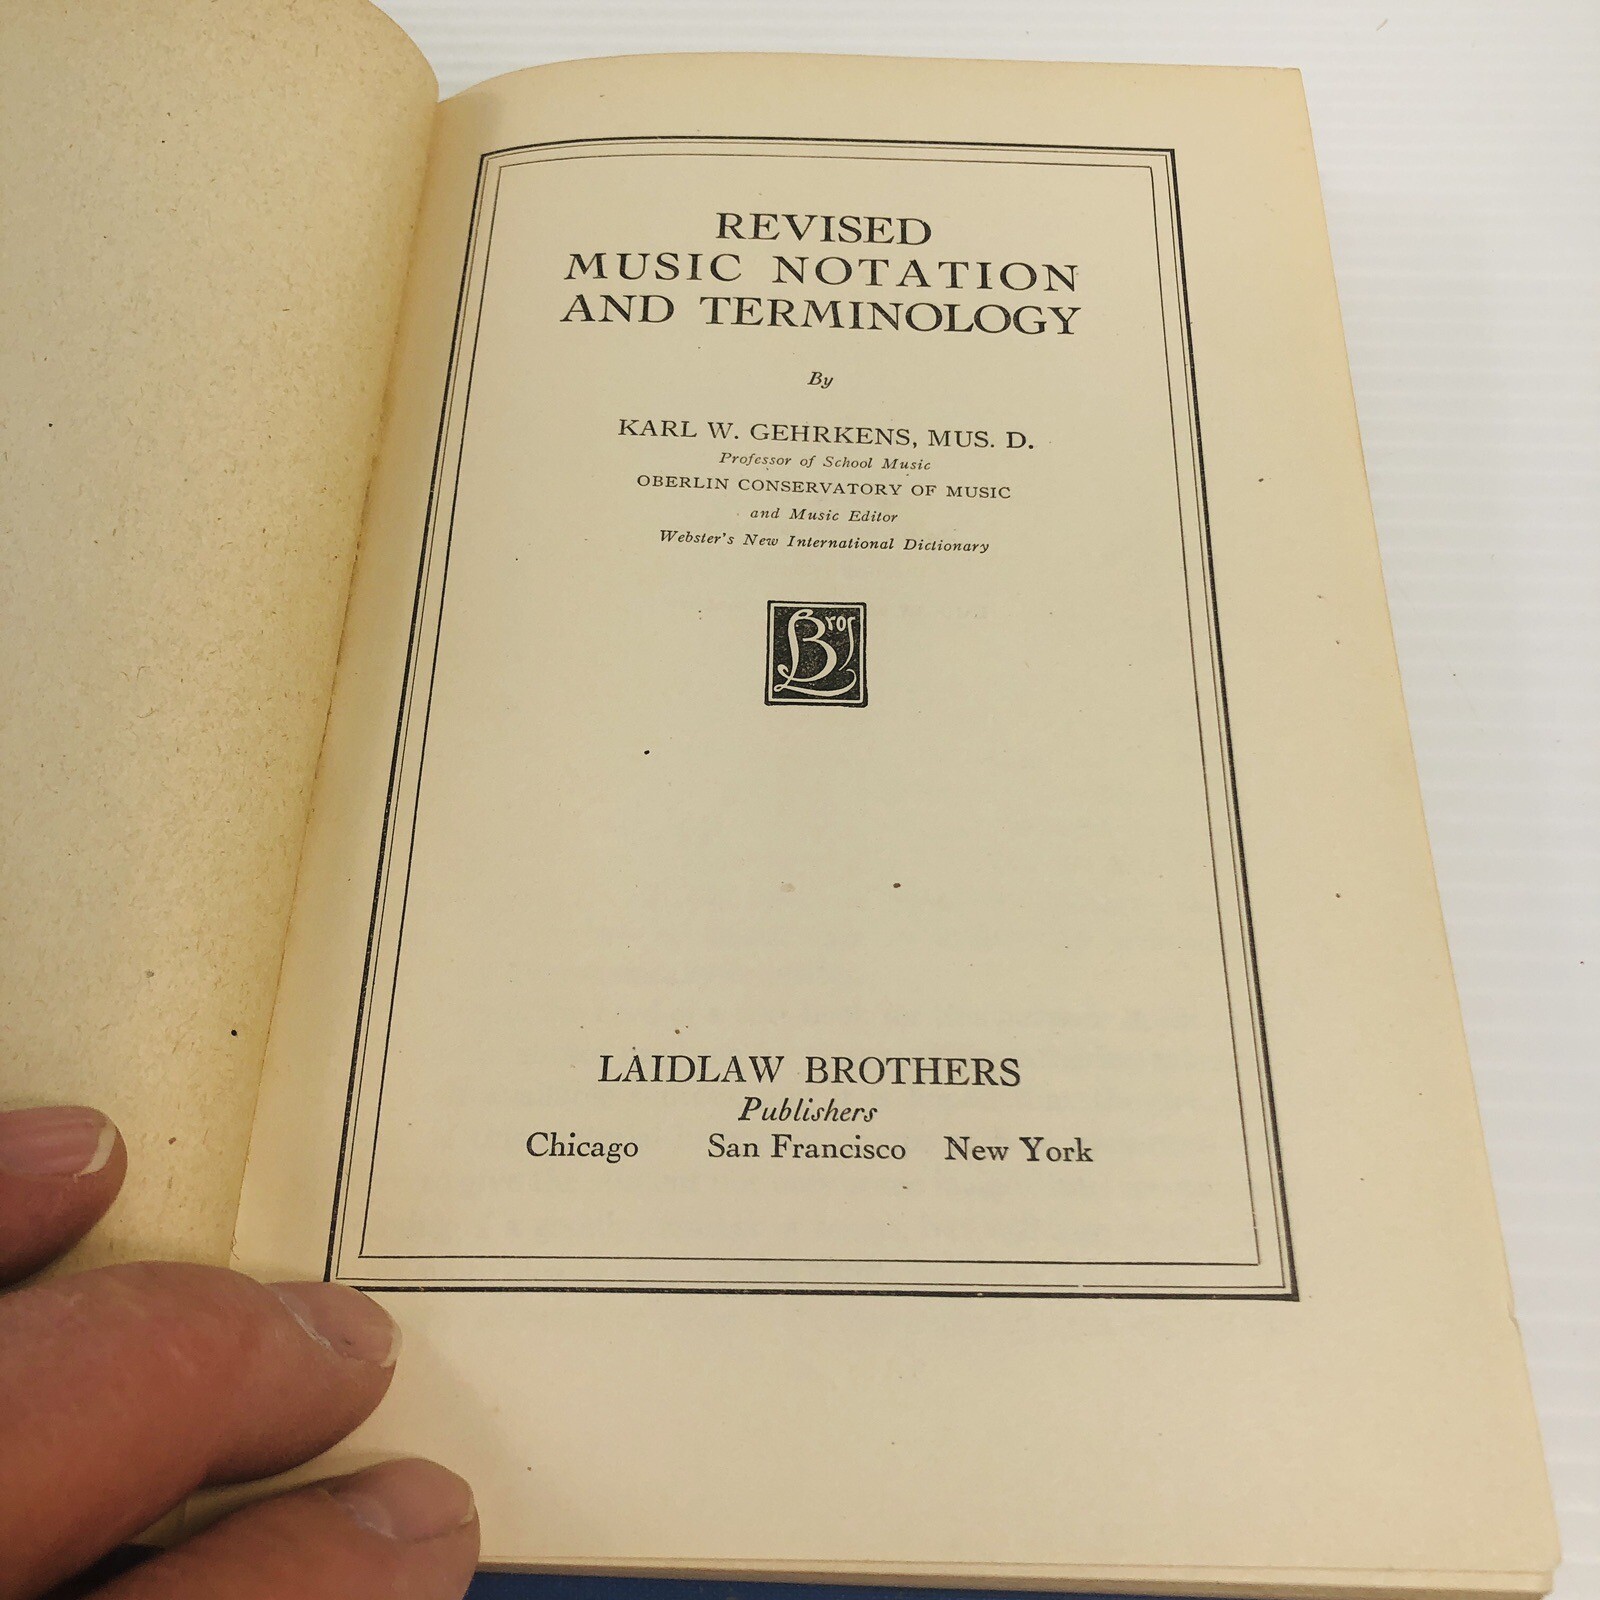 REVISED
MUSIC NOTATION
AND TERMINOLOGY
By
KARL W. GEHRKENS, MUS. D.
Professor of School Music
OBERLIN CONSERVATORY OF MUSIC
and Music Editor
Webster's New International Dictionary
LBros
LAIDLAW BROTHERS
Publishers
Chicago San Francisco New York